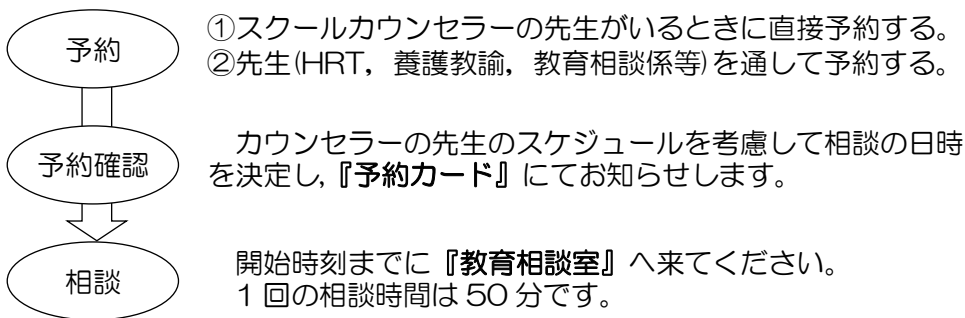 予約
①スクールカウンセラーの先生がいるときに直接予約する。
②先生(HRT，養護教諭，教育相談係等)を通して予約する。
予約確認
カウンセラーの先生のスケジュールを考慮して相談の日時
を決定し,『予約カード』にてお知らせします。
相談
開始時刻までに『教育相談室』へ来てください。
1回の相談時間は50分です。